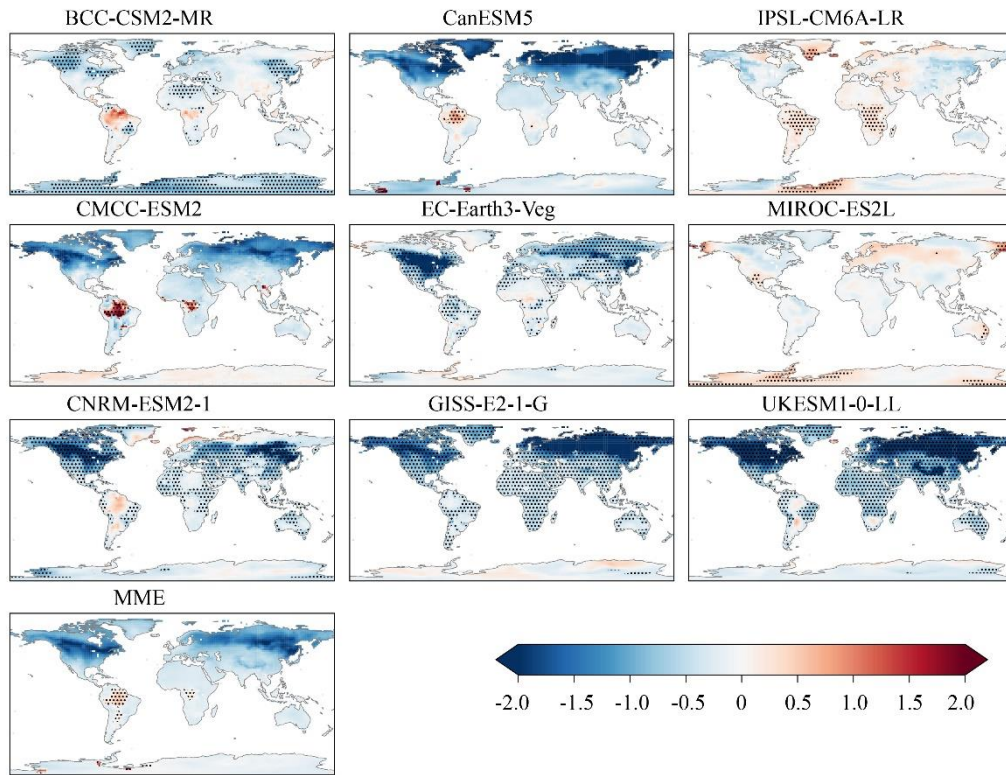 BCC-CSM2-MR CanESM5 IPSL-CM6A-LR
CMCC-ESM2 EC-Earth3-Veg MIROC-ES2L
CNRM-ESM2-1 GISS-E2-1-G UKESM1-0-LL
MME
-2.0 -1.5 -1.0 -0.5 0 0.5 1.0 1.5 2.0